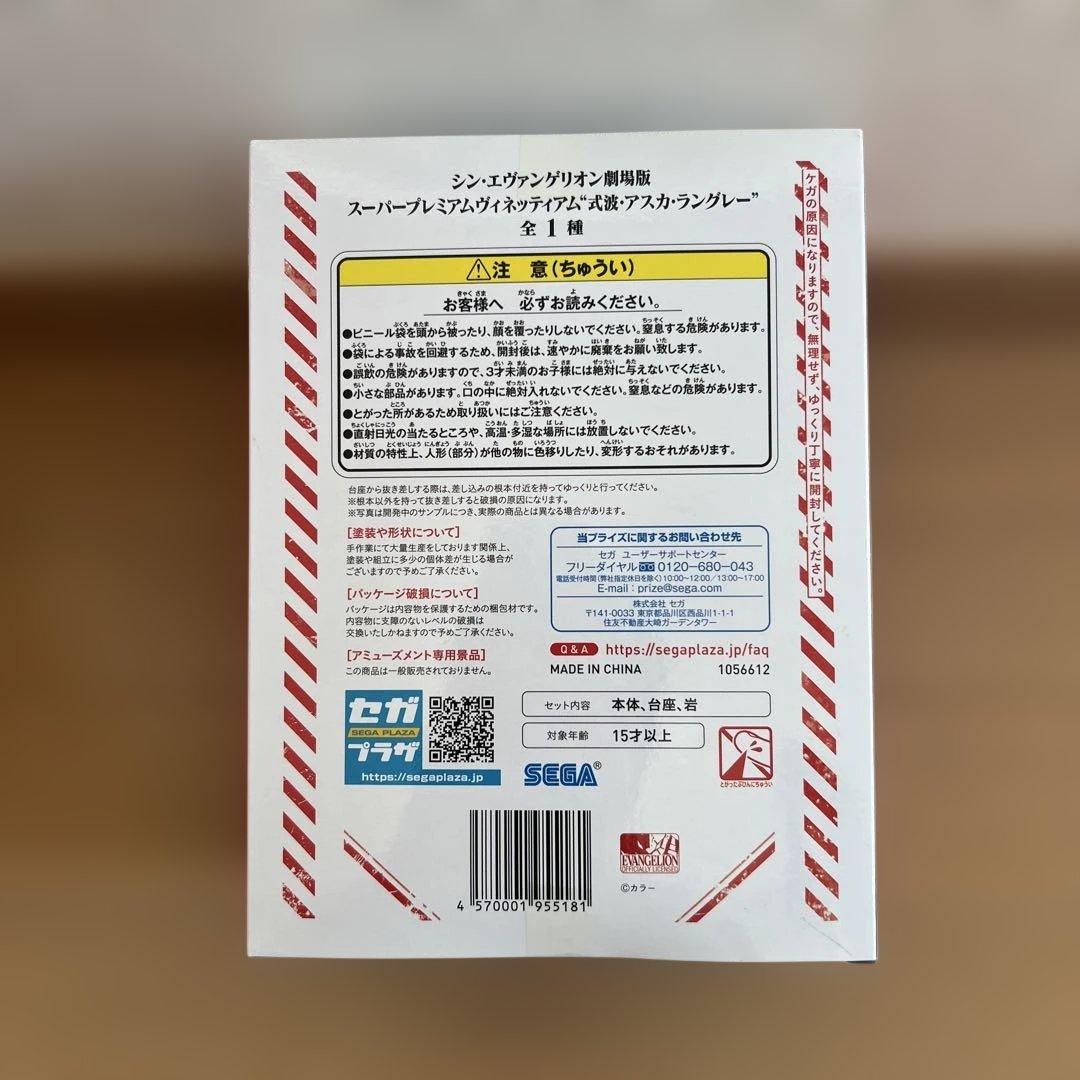 シン・エヴァンゲリオン劇場版
スーパープレミアムヴィネッティアム“式波・アスカ・ラングレー”
全1種
⚠注 意(ちゅうい)
お客様へ 必ずお読みください。
●ビニール袋を頭から被ったり、顔を覆ったりしないでください。窒息する危険があります。
●袋による事故を回避するため、開封後は、速やかに廃棄をお願い致します。
●誤飲の危険がありますので、3才未満のお子様には絶対に与えないでください。
●小さな部品があります。口の中に絶対入れないでください。窒息などの危険があります。
●とがった所があるため取り扱いにはご注意ください。
●直射日光の当たるところや、高温・多湿な場所には放置しないでください。
●材質の特性上、人形(部分)が他の物に色移りしたり、変形するおそれがあります。
ケガの原因になりますので、無理せず、ゆっくり丁寧に開封してください。
台座から抜き差しする際は、差し込みの根本付近を持ってゆっくりと行ってください。
※根本以外を持って抜き差しすると破損の原因になります。
※写真は開発中のサンプルにつき、実際の商品とは異なる場合があります。
[塗装や形状について]
手作業にて大量生産をしております関係上、
塗装や組立に多少の個体差が生じる場合が
ございますので予めご了承ください。
[パッケージ破損について]
パッケージは内容物を保護するための梱包材です。
内容物に支障のないレベルの破損は
交換いたしかねますので予めご了承ください。
[アミューズメント専用景品]
この商品は一般販売されておりません。
当プライズに関するお問い合わせ先
セガ ユーザーサポートセンター
フリーダイヤル 0120-680-043
電話受付時間(弊社指定休日を除く)10:00~12:00/13:00~17:00
E-mail:prize@sega.com
株式会社 セガ
〒141-0033 東京都品川区西品川1-1-1
住友不動産大崎ガーデンタワー
Q&A https://segaplaza.jp/faq
MADE IN CHINA 1056612
セガ
SEGA PLAZA
プラザ
https://segaplaza.jp
セット内容 本体、台座、岩
対象年齢 15才以上
SEGA®
とがったぶひんにちゅうい
EVANGELION
OFFICIALLY LICENSED
©カラー
4 570001 955181